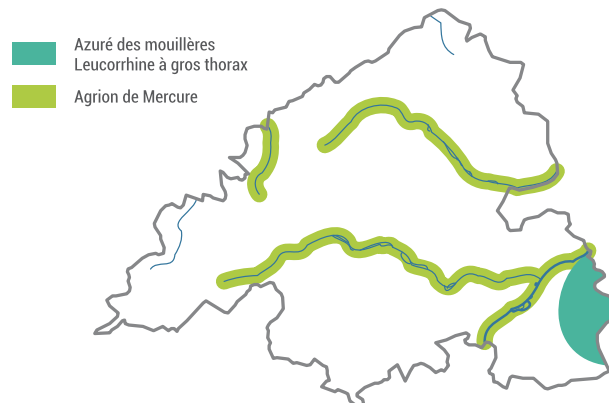 Azuré des mouillères
Leucorrhine à gros thorax
Agrion de Mercure